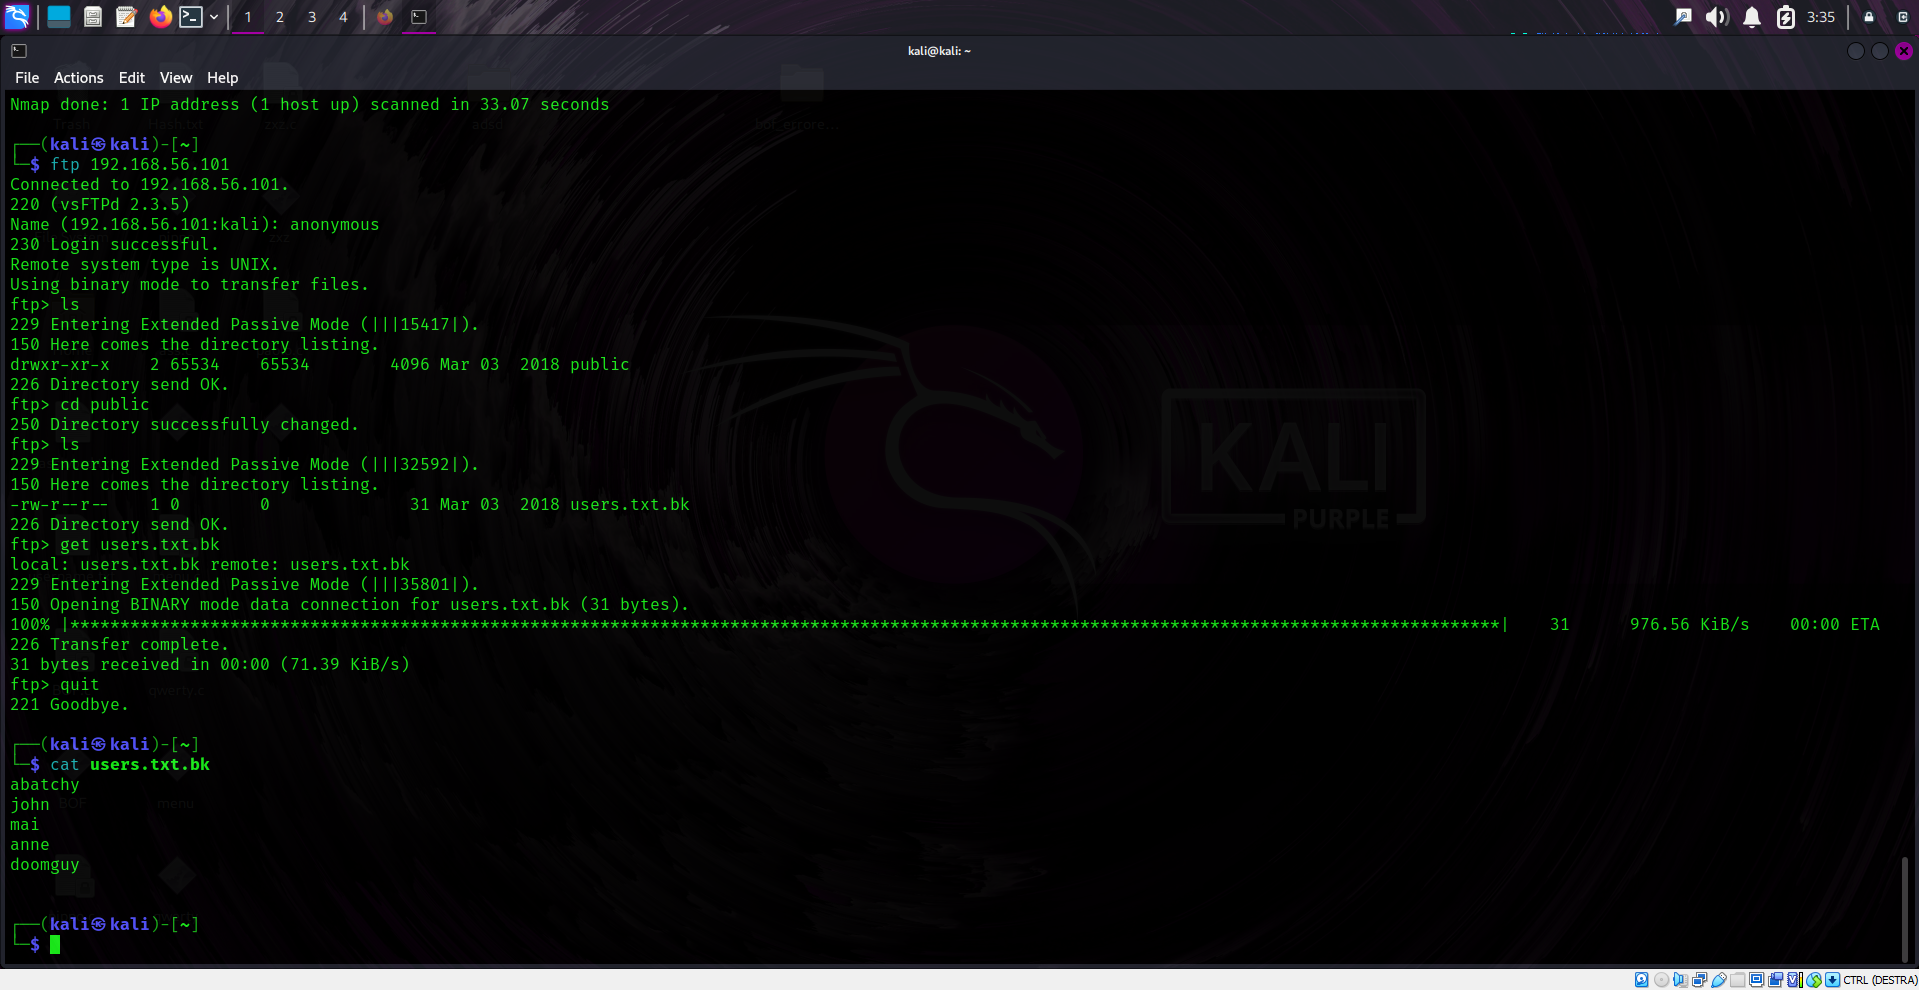 1 2 3 4
3:35
kali@kali: ~
File Actions Edit View Help
Nmap done: 1 IP address (1 host up) scanned in 33.07 seconds
┌──(kali㉿kali)-[~]
└─$ ftp 192.168.56.101
Connected to 192.168.56.101.
220 (vsFTPd 2.3.5)
Name (192.168.56.101:kali): anonymous
230 Login successful.
Remote system type is UNIX.
Using binary mode to transfer files.
ftp> ls
229 Entering Extended Passive Mode (|||15417|).
150 Here comes the directory listing.
drwxr-xr-x    2 65534    65534        4096 Mar 03  2018 public
226 Directory send OK.
ftp> cd public
250 Directory successfully changed.
ftp> ls
229 Entering Extended Passive Mode (|||32592|).
150 Here comes the directory listing.
-rw-r--r--    1 0        0              31 Mar 03  2018 users.txt.bk
226 Directory send OK.
ftp> get users.txt.bk
local: users.txt.bk remote: users.txt.bk
229 Entering Extended Passive Mode (|||35801|).
150 Opening BINARY mode data connection for users.txt.bk (31 bytes).
100% |***********************************************************************************************************************************************| 31 976.56 KiB/s 00:00 ETA
226 Transfer complete.
31 bytes received in 00:00 (71.39 KiB/s)
ftp> quit
221 Goodbye.
┌──(kali㉿kali)-[~]
└─$ cat users.txt.bk
abatchy
john
mai
anne
doomguy
┌──(kali㉿kali)-[~]
└─$
KALI
PURPLE
Trash
Hash.txt
adsd
qwerty.c
BOF
menu
CTRL (DESTRA)